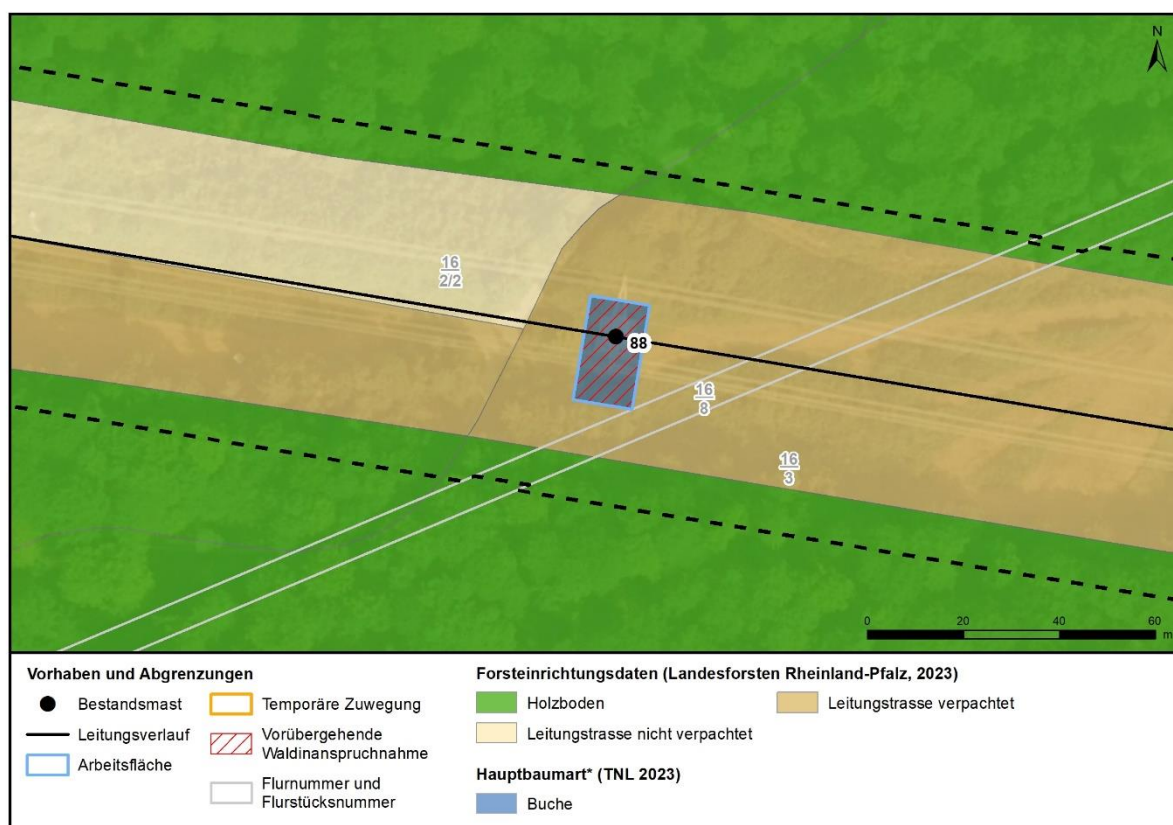 N
16
2/2
88
16
8
16
3
0 20 40 60
m
Vorhaben und Abgrenzungen
Bestandsmast
Leitungsverlauf
Arbeitsfläche
Temporäre Zuwegung
Vorübergehende
Waldinanspruchnahme
Flurnummer und
Flurstücksnummer
Forsteinrichtungsdaten (Landesforsten Rheinland-Pfalz, 2023)
Holzboden
Leitungstrasse verpachtet
Leitungstrasse nicht verpachtet
Hauptbaumart* (TNL 2023)
Buche